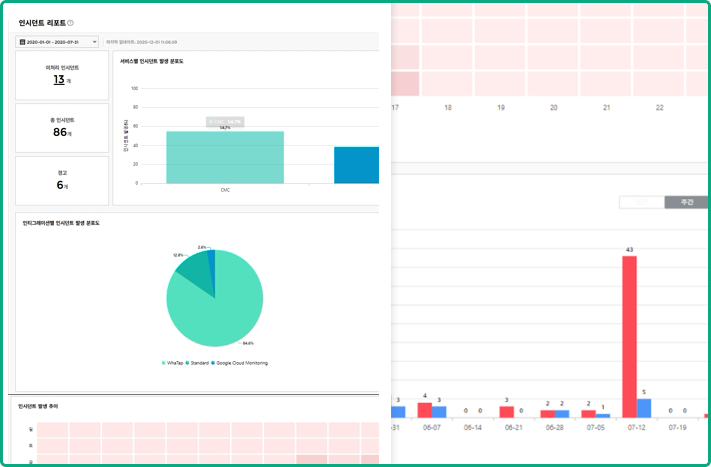 인시던트 리포트 ?
2020-01-01 - 2020-07-31
마지막 업데이트: 2020-12-01 11:06:09
미처리 인시던트
13 개
총 인시던트
86개
경고
6개
서비스별 인시던트 발생 분포도
인시던트 발생(%)
100
80
60
40
20
0
CMC: 54.7%
54.7%
CMC
인티그레이션별 인시던트 발생 분포도
2.6%
12.8%
84.6%
WhaTap Standard Google Cloud Monitoring
인시던트 발생 추이
일
17 18 19 20 21 22
주간
43
3 4 3 0 0 3 0 2 2 2 1 5 0 0
-31 06-07 06-14 06-21 06-28 07-05 07-12 07-19